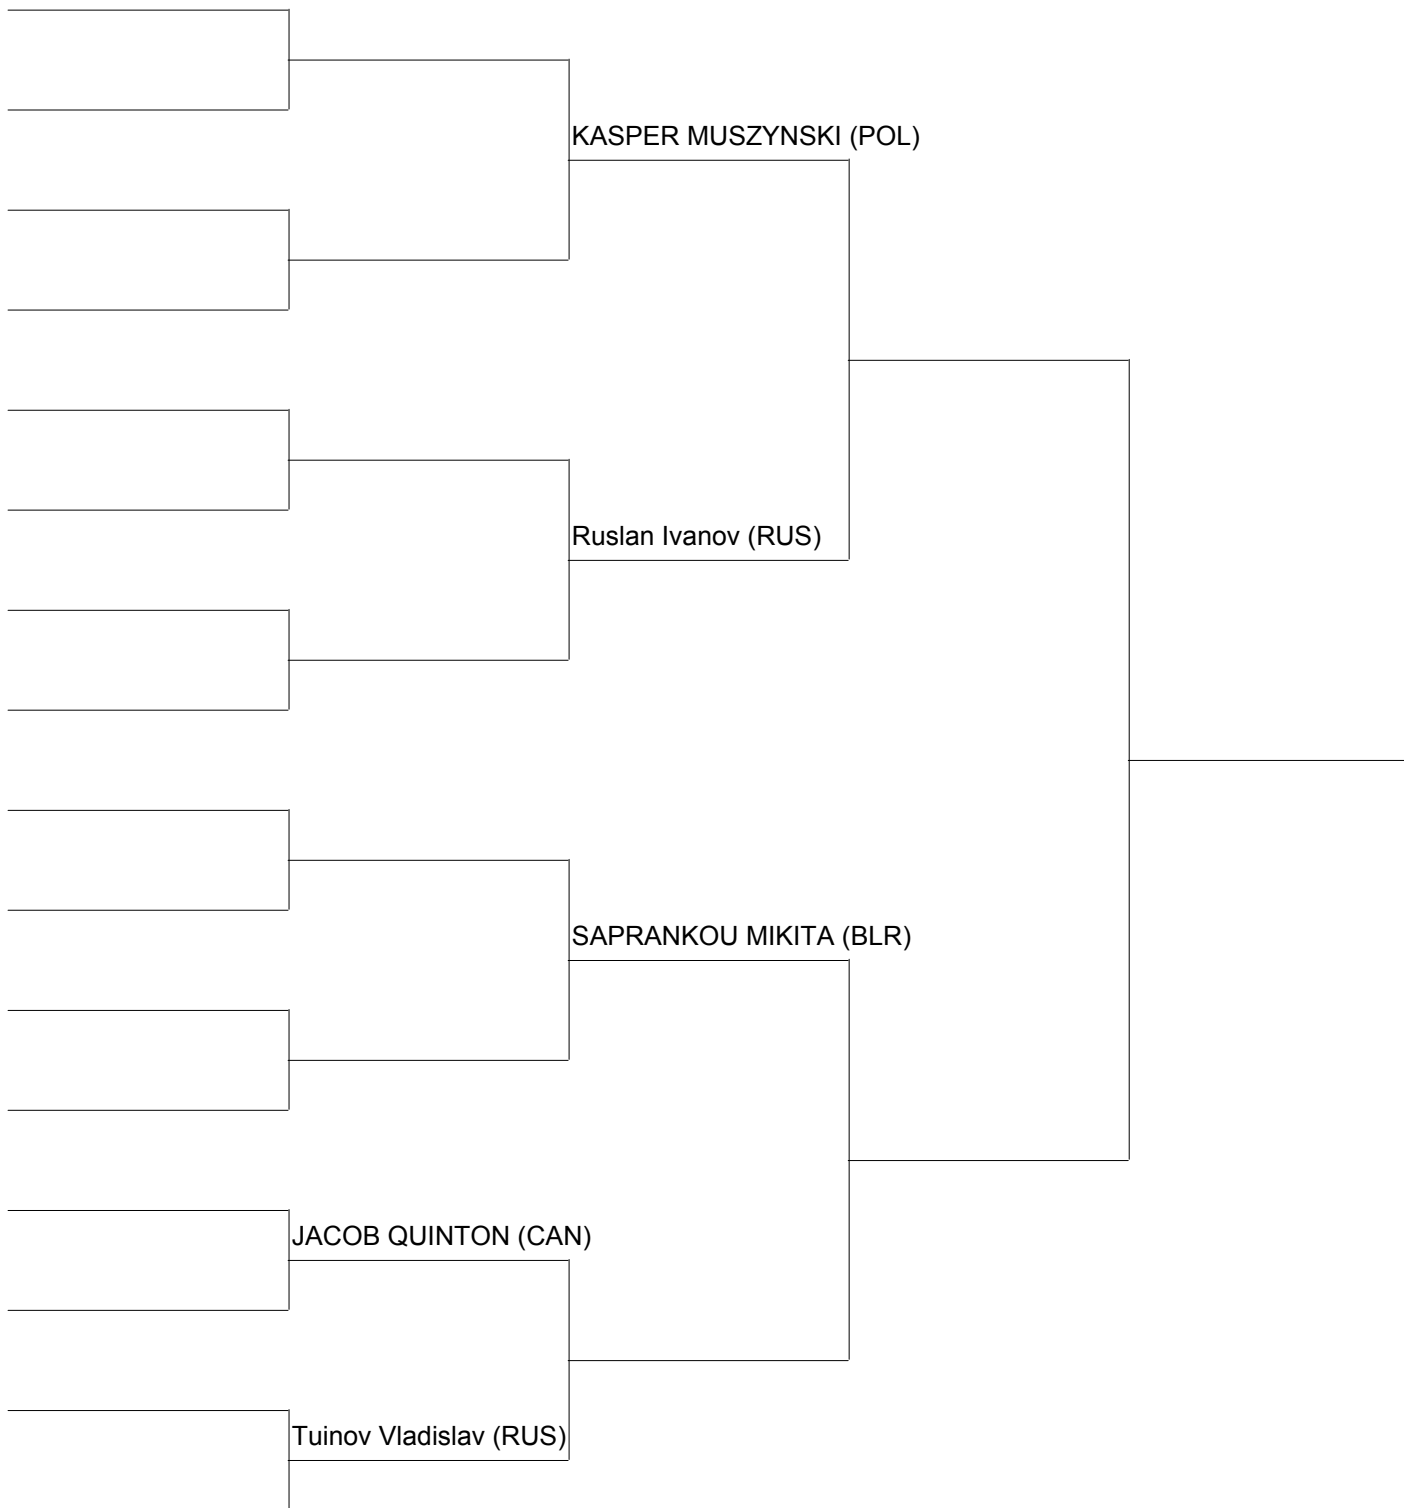 KASPER MUSZYNSKI (POL)
Ruslan Ivanov (RUS)
SAPRANKOU MIKITA (BLR)
JACOB QUINTON (CAN)
Tuinov Vladislav (RUS)